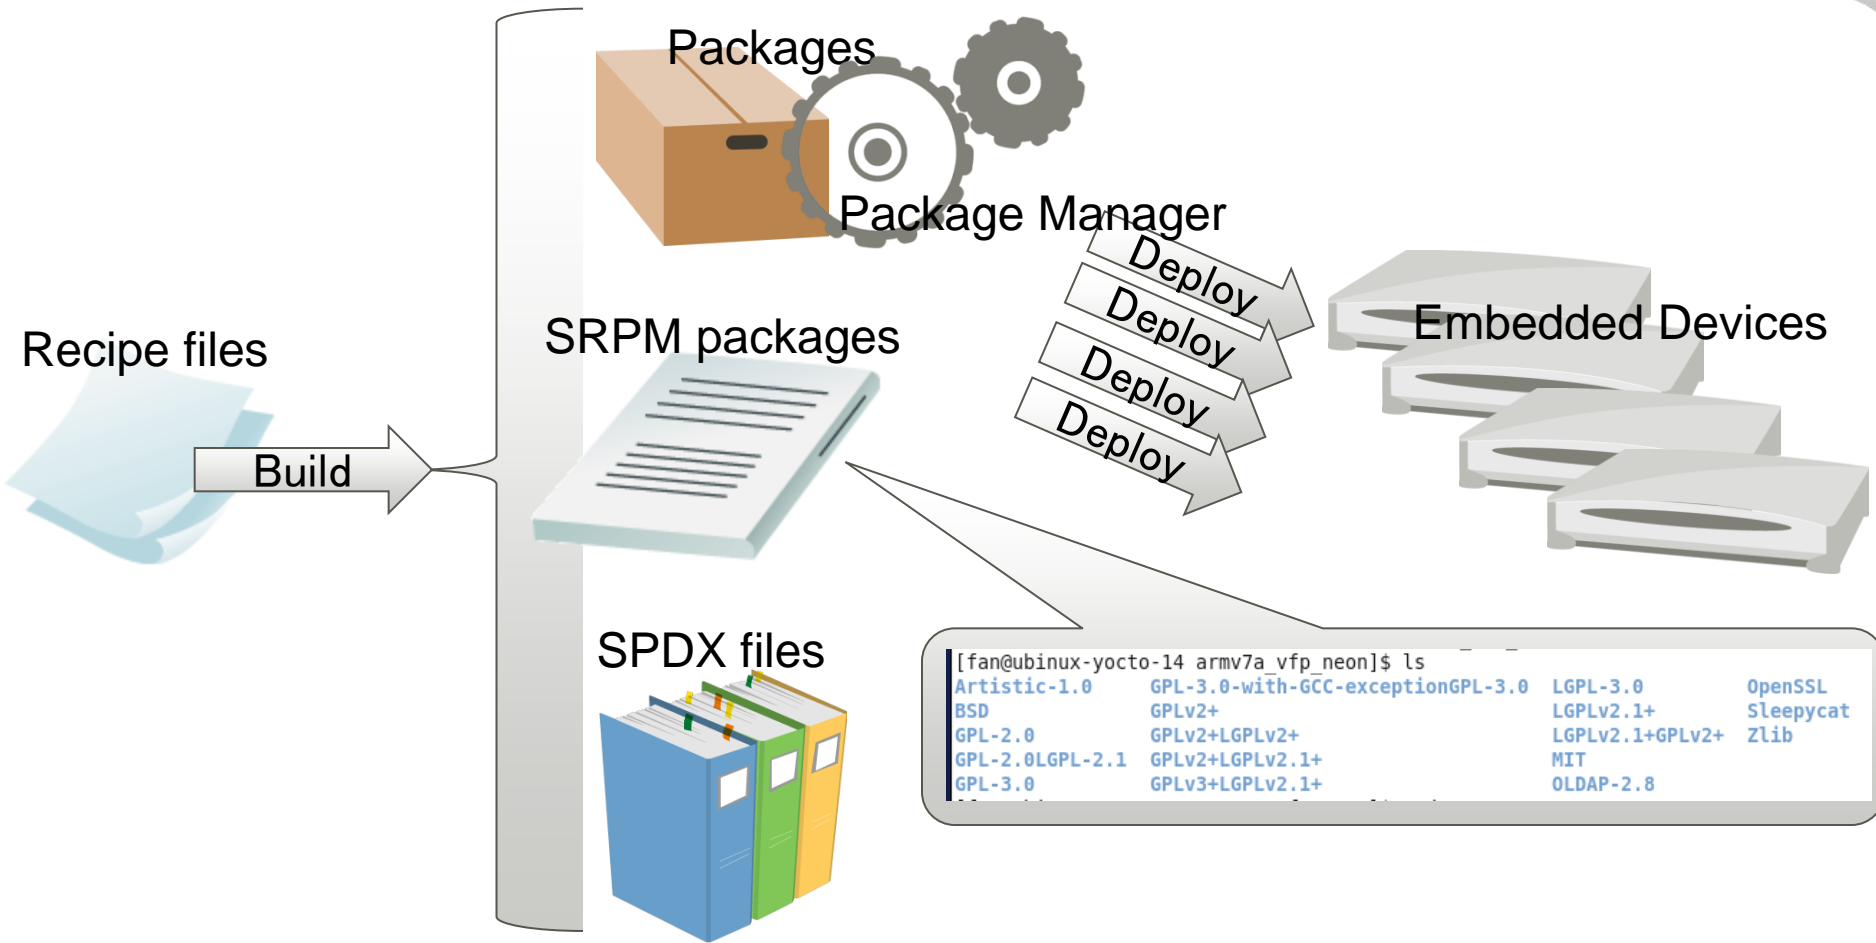 Packages
Package Manager
Deploy
Deploy
Deploy
Deploy
Embedded Devices
Recipe files
Build
SRPM packages
SPDX files
[fan@ubinux-yocto-14 armv7a_vfp_neon]$ ls
Artistic-1.0 GPL-3.0-with-GCC-exceptionGPL-3.0 LGPL-3.0 OpenSSL
BSD GPLv2+ LGPLv2.1+ Sleepycat
GPL-2.0 GPLv2+LGPLv2+ LGPLv2.1+GPLv2+ Zlib
GPL-2.0LGPL-2.1 GPLv2+LGPLv2.1+ MIT
GPL-3.0 GPLv3+LGPLv2.1+ OLDAP-2.8